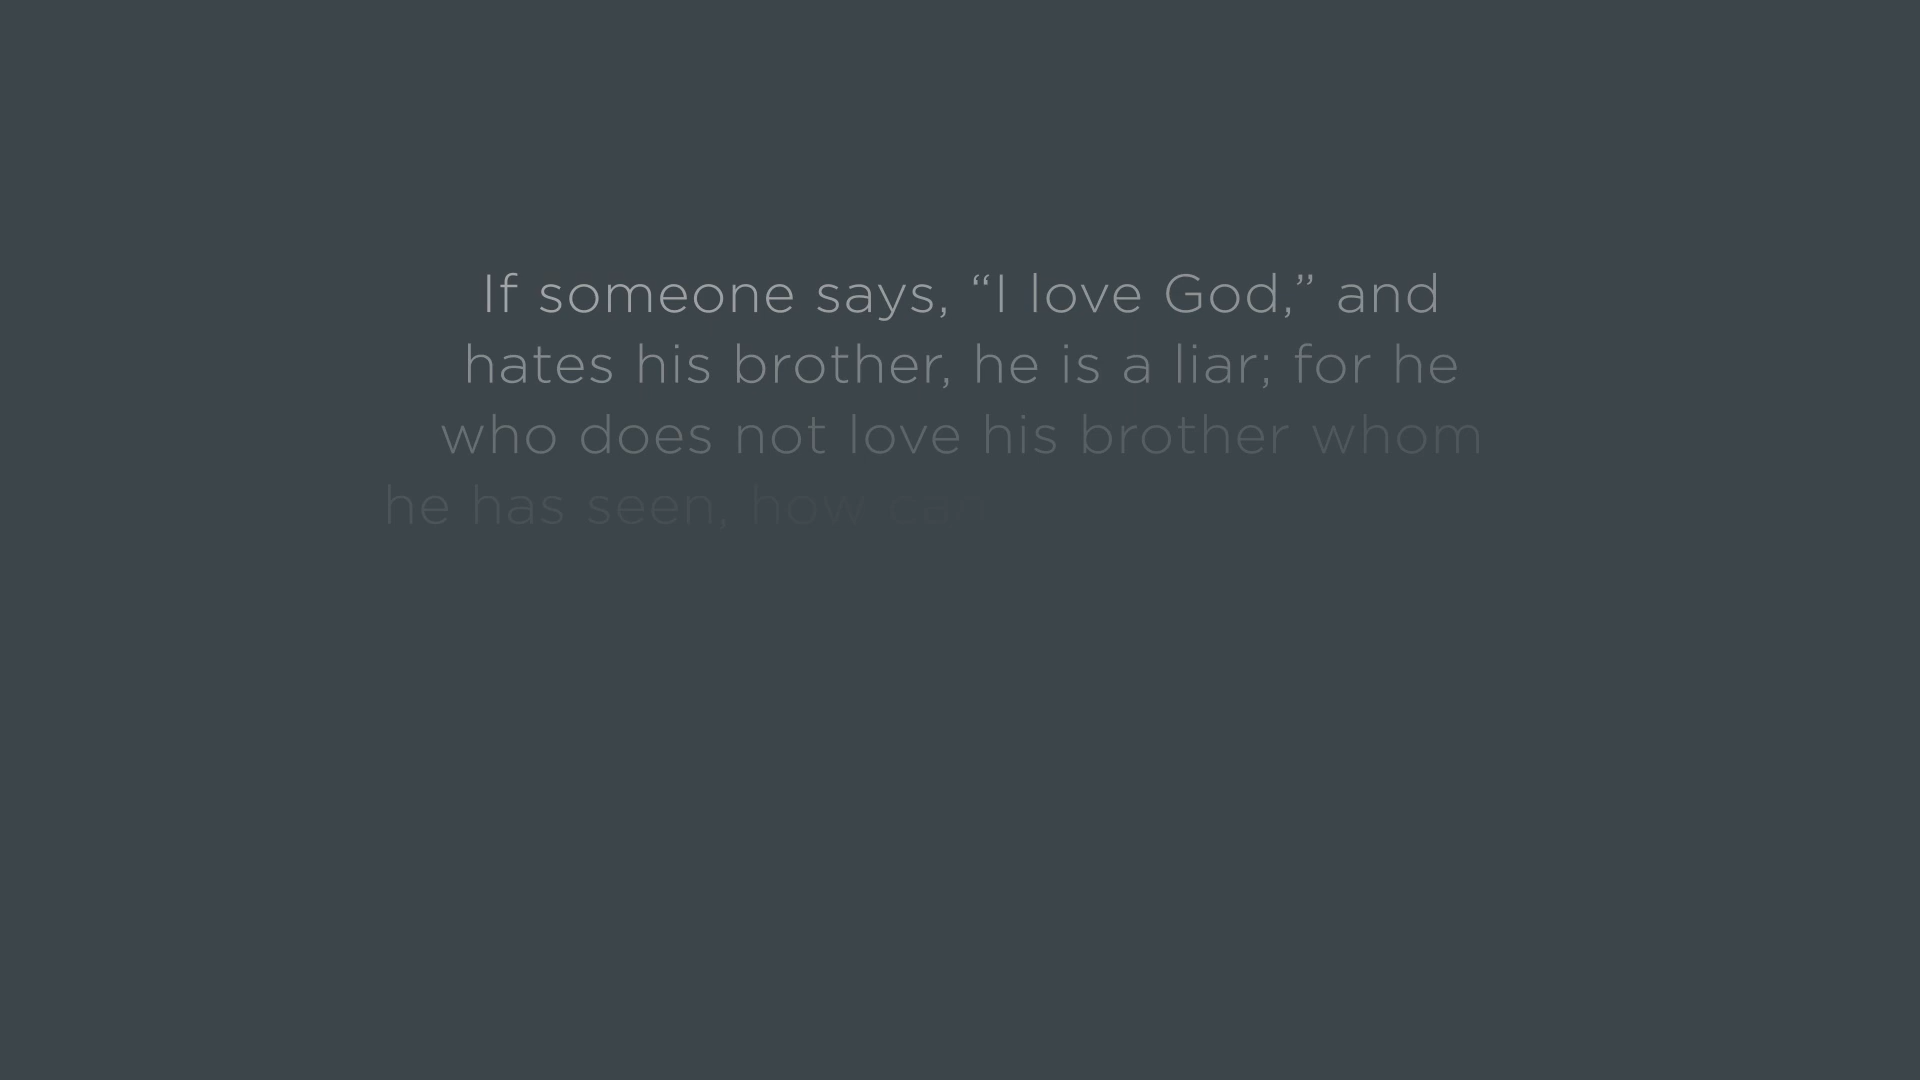 If someone says, “I love God,” and
hates his brother, he is a liar; for he
who does not love his brother whom
he has seen, how can